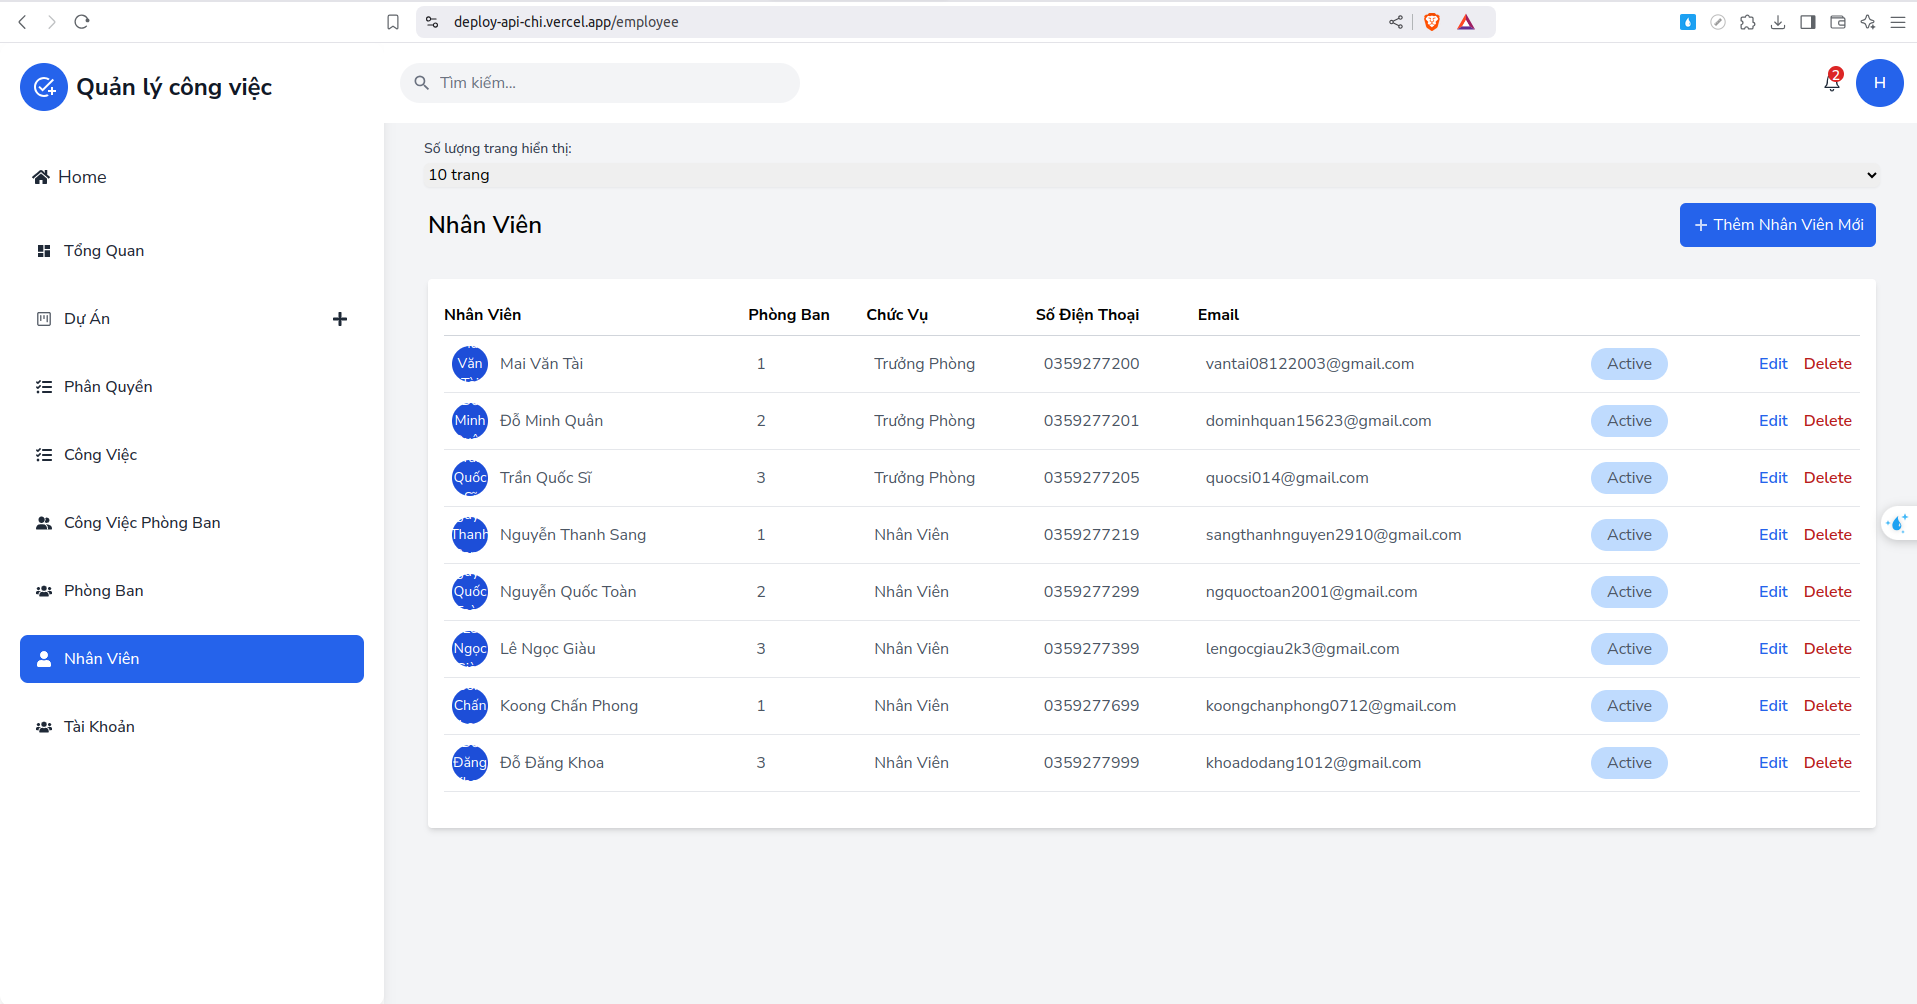 deploy-api-chi.vercel.app/employee
Quản lý công việc
Tìm kiếm...
2
H
Home
Tổng Quan
Dự Án
Phân Quyền
Công Việc
Công Việc Phòng Ban
Phòng Ban
Nhân Viên
Tài Khoản
Số lượng trang hiển thị:
10 trang
Nhân Viên
Thêm Nhân Viên Mới
Nhân Viên Phòng Ban Chức Vụ Số Điện Thoại Email
Văn Mai Văn Tài 1 Trưởng Phòng 0359277200 vantai08122003@gmail.com Active Edit Delete
Minh Đỗ Minh Quân 2 Trưởng Phòng 0359277201 dominhquan15623@gmail.com Active Edit Delete
Quốc Trần Quốc Sĩ 3 Trưởng Phòng 0359277205 quocsi014@gmail.com Active Edit Delete
Thanh Nguyễn Thanh Sang 1 Nhân Viên 0359277219 sangthanhnguyen2910@gmail.com Active Edit Delete
Quốc Nguyễn Quốc Toàn 2 Nhân Viên 0359277299 ngquoctoan2001@gmail.com Active Edit Delete
Ngọc Lê Ngọc Giàu 3 Nhân Viên 0359277399 lengocgiau2k3@gmail.com Active Edit Delete
Chấn Koong Chấn Phong 1 Nhân Viên 0359277699 koongchanphong0712@gmail.com Active Edit Delete
Đăng Đỗ Đăng Khoa 3 Nhân Viên 0359277999 khoadodang1012@gmail.com Active Edit Delete